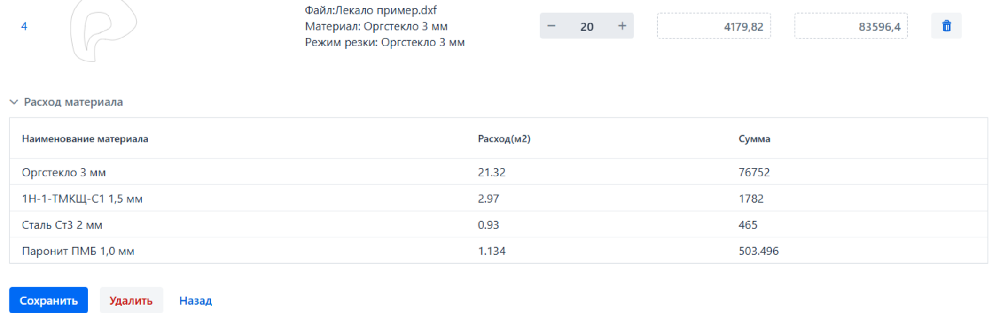 4
Файл:Лекало пример.dxf
Материал: Оргстекло 3 мм
Режим резки: Оргстекло 3 мм
− 20 +
4179,82
83596,4
Расход материала
Наименование материала Расход(м2) Сумма
Оргстекло 3 мм 21.32 76752
1Н-1-ТМКЩ-С1 1,5 мм 2.97 1782
Сталь Ст3 2 мм 0.93 465
Паронит ПМБ 1,0 мм 1.134 503.496
Сохранить Удалить Назад